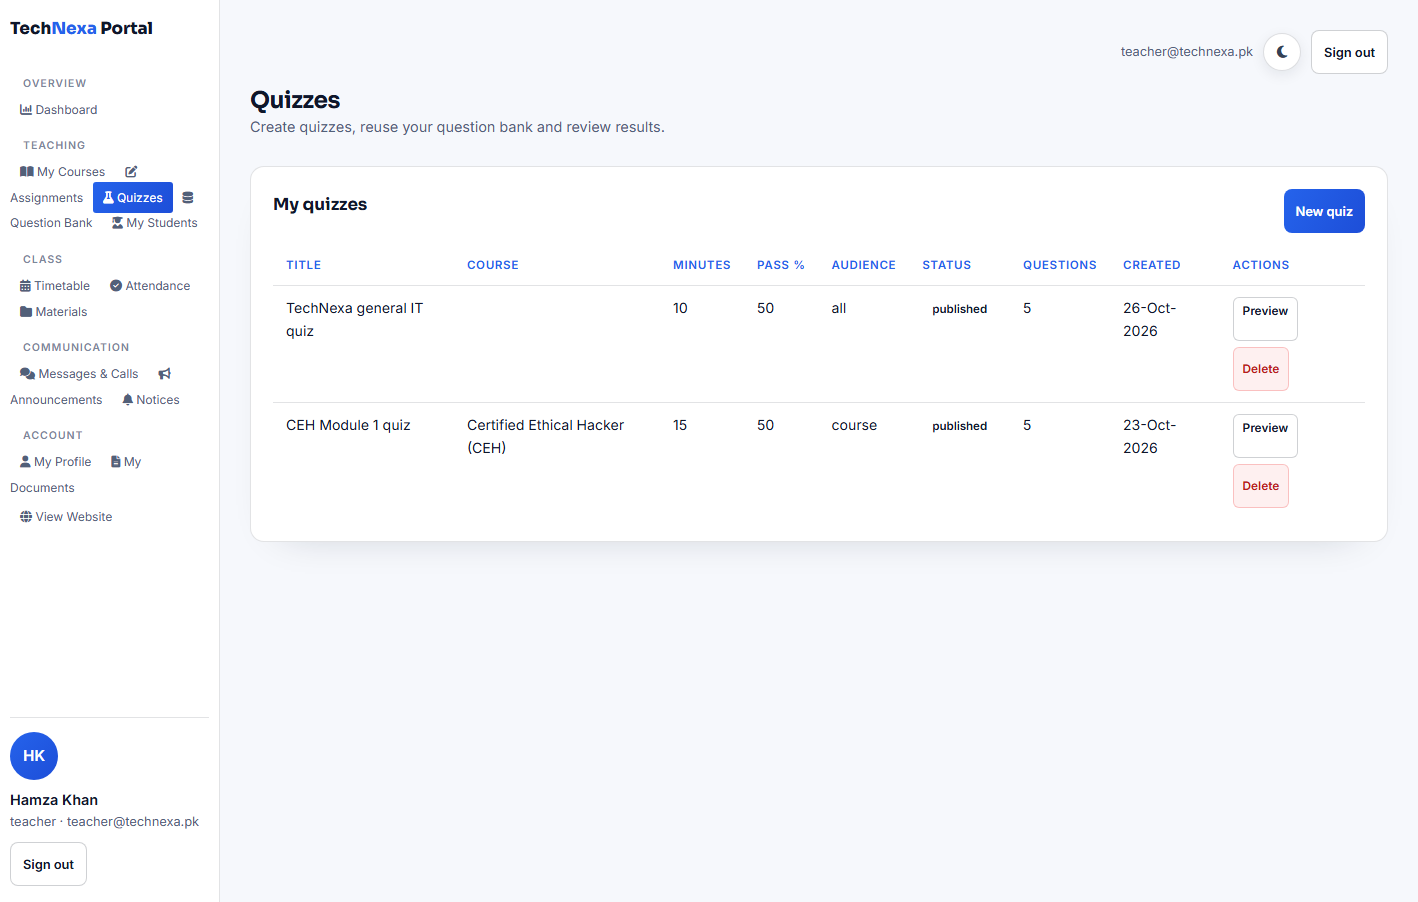 TechNexa Portal
OVERVIEW
Dashboard
TEACHING
My Courses
Assignments Quizzes
Question Bank My Students
CLASS
Timetable Attendance
Materials
COMMUNICATION
Messages & Calls
Announcements Notices
ACCOUNT
My Profile My
Documents
View Website
HK
Hamza Khan
teacher · teacher@technexa.pk
Sign out
teacher@technexa.pk Sign out
Quizzes
Create quizzes, reuse your question bank and review results.
My quizzes New quiz
TITLE COURSE MINUTES PASS % AUDIENCE STATUS QUESTIONS CREATED ACTIONS
TechNexa general IT 10 50 all published 5 26-Oct- Preview
quiz 2026
Delete
CEH Module 1 quiz Certified Ethical Hacker 15 50 course published 5 23-Oct- Preview
(CEH) 2026
Delete